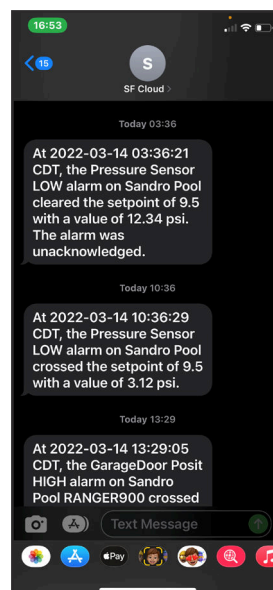 16:53
15
S
SF Cloud
Today 03:36
At 2022-03-14 03:36:21
CDT, the Pressure Sensor
LOW alarm on Sandro Pool
cleared the setpoint of 9.5
with a value of 12.34 psi.
The alarm was
unacknowledged.
Today 10:36
At 2022-03-14 10:36:29
CDT, the Pressure Sensor
LOW alarm on Sandro Pool
crossed the setpoint of 9.5
with a value of 3.12 psi.
Today 13:29
At 2022-03-14 13:29:05
CDT, the GarageDoor Posit
HIGH alarm on Sandro
Pool RANGER900 crossed
Text Message
Pay